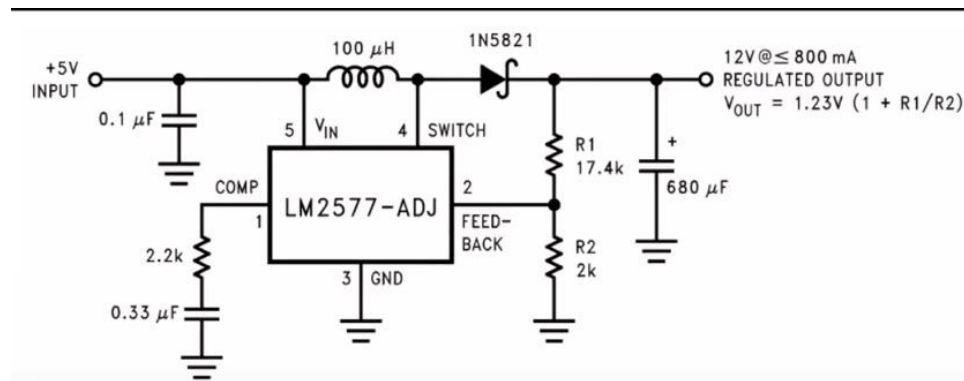 +5V
INPUT
0.1 μF
100 μH
1N5821
12V@≤ 800 mA
REGULATED OUTPUT
VOUT = 1.23V (1 + R1/R2)
5
VIN
4
SWITCH
COMP
1
LM2577-ADJ
2
FEED-
BACK
R1
17.4k
+
680 μF
2.2k
3
GND
R2
2k
0.33 μF